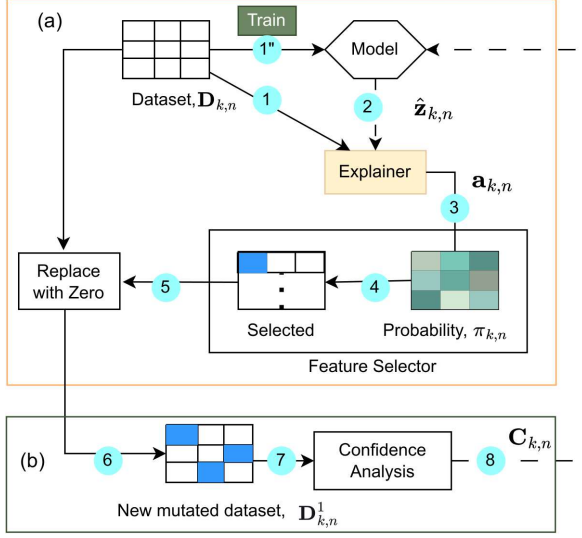 (a)
Train
1"
Model
Dataset, D_{k,n}
1
2
ẑ_{k,n}
Explainer
a_{k,n}
3
Replace
with Zero
5
4
Selected
Probability, π_{k,n}
Feature Selector
(b)
6
7
Confidence
Analysis
8
C_{k,n}
New mutated dataset, D^1_{k,n}